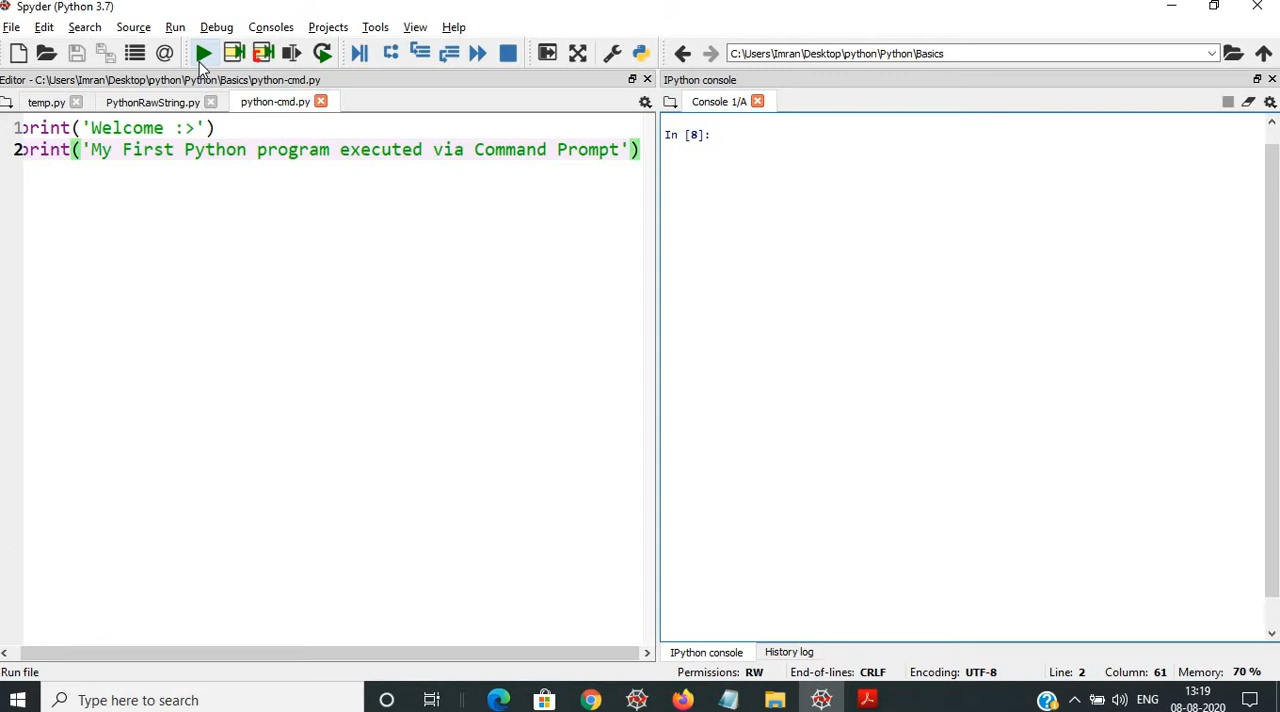 Spyder (Python 3.7)
File Edit Search Source Run Debug Consoles Projects Tools View Help
C:\Users\Imran\Desktop\python\Python\Basics
Editor - C:\Users\Imran\Desktop\python\Python\Basics\python-cmd.py
IPython console
temp.py PythonRawString.py python-cmd.py
Console 1/A
1 print('Welcome :>')
2 print('My First Python program executed via Command Prompt')
In [8]:
IPython console History log
Run file
Permissions: RW End-of-lines: CRLF Encoding: UTF-8 Line: 2 Column: 61 Memory: 70 %
Type here to search
ENG
13:19
08-08-2020